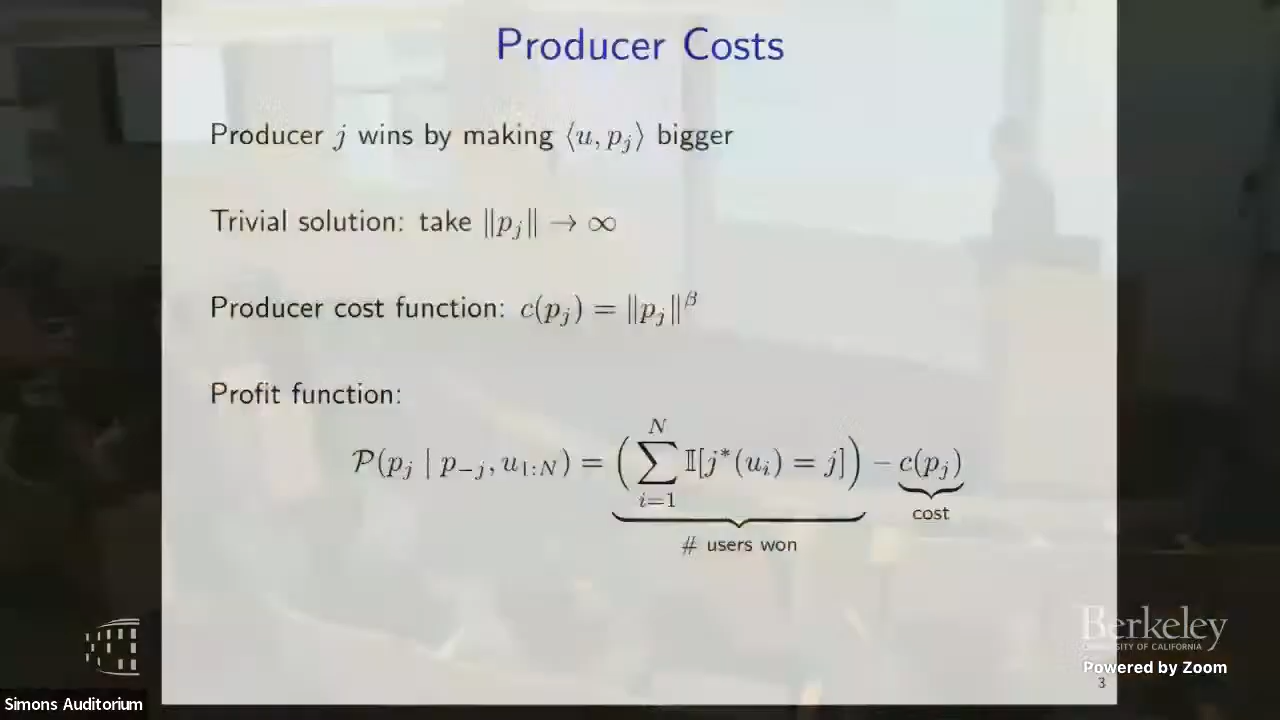 Producer Costs
Producer j wins by making ⟨u, p_j⟩ bigger
Trivial solution: take ‖p_j‖ → ∞
Producer cost function: c(p_j) = ‖p_j‖^β
Profit function:
𝒫(p_j | p_{−j}, u_{1:N}) = (∑_{i=1}^{N} 𝕀[j*(u_i) = j]) − c(p_j)
cost
# users won
Berkeley
UNIVERSITY OF CALIFORNIA
Powered by Zoom
3
Simons Auditorium